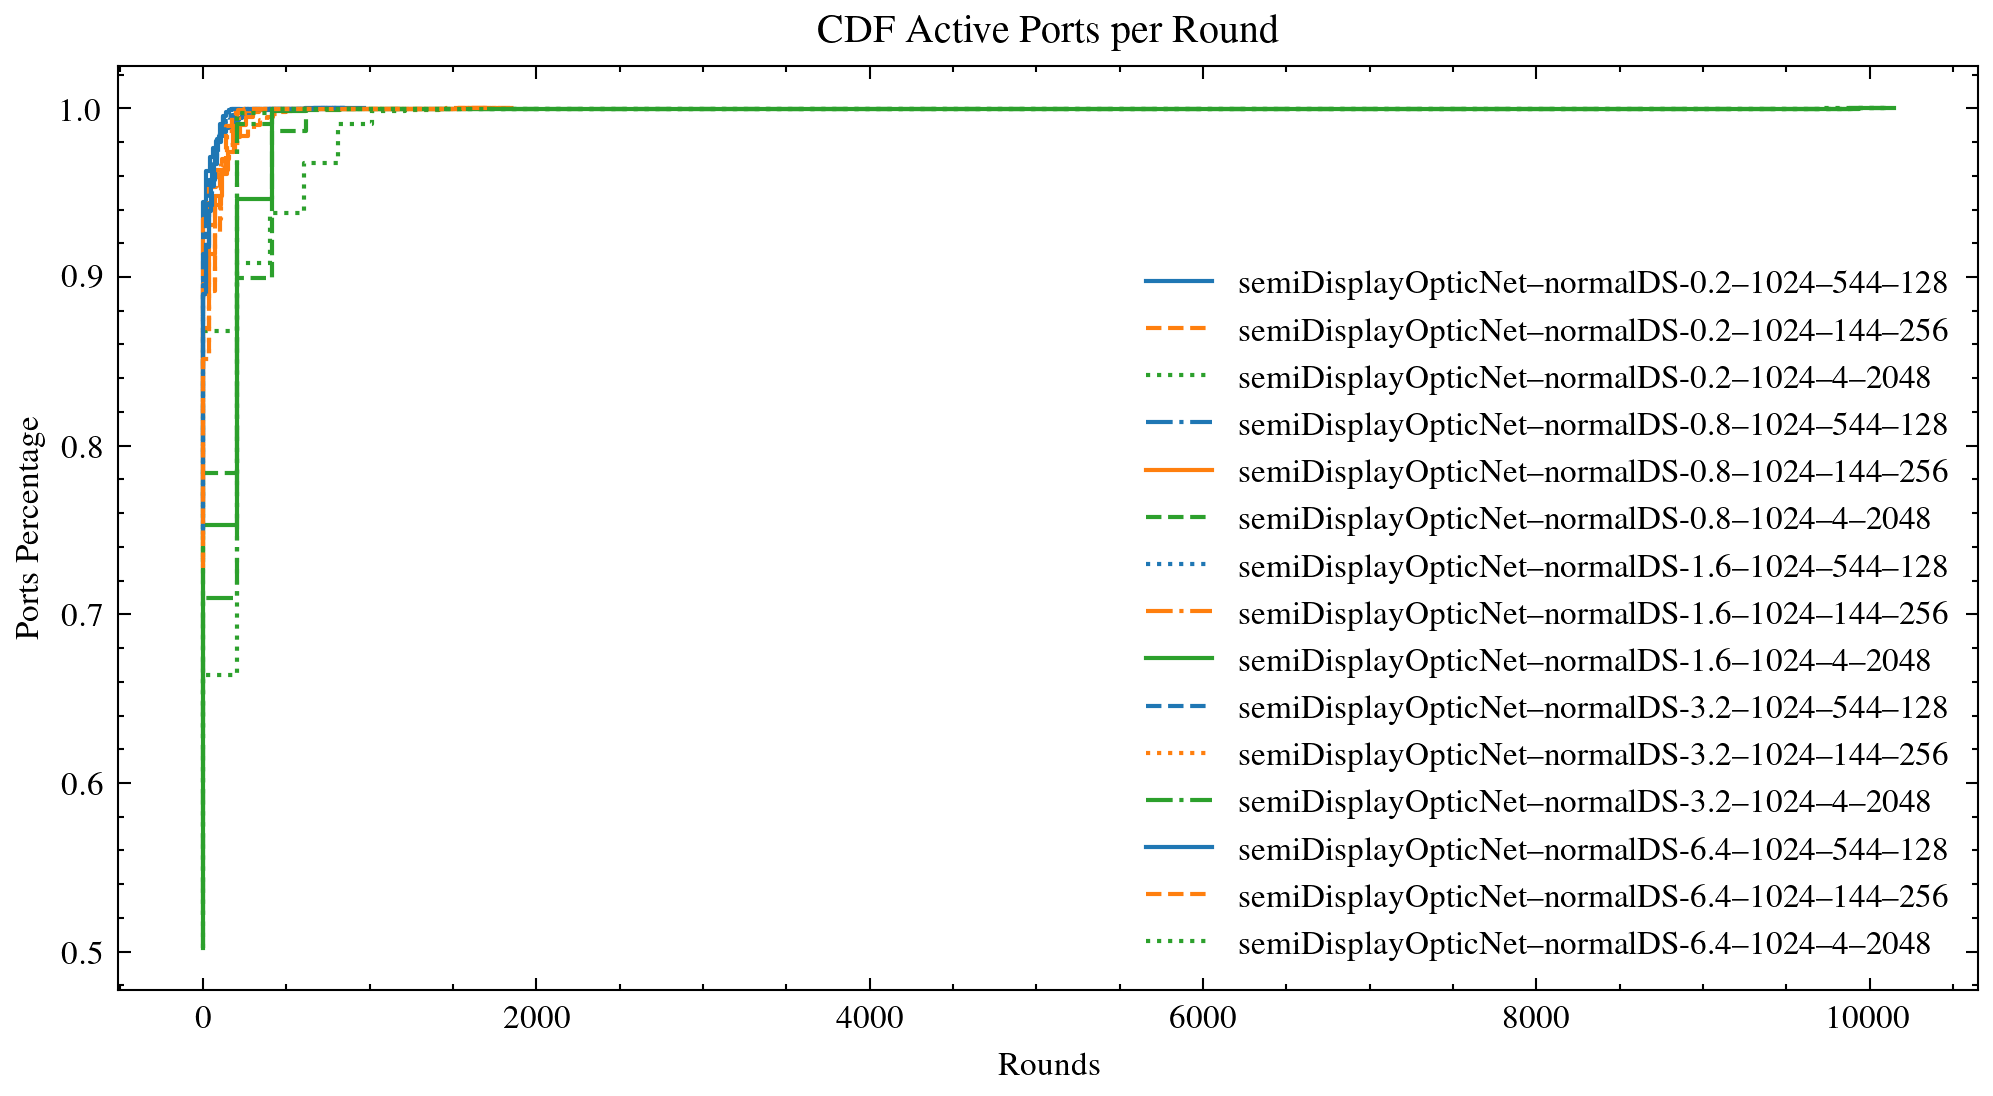 CDF Active Ports per Round
1.0
0.9
0.8
0.7
0.6
0.5
Ports Percentage
semiDisplayOpticNet–normalDS-0.2–1024–544–128
semiDisplayOpticNet–normalDS-0.2–1024–144–256
semiDisplayOpticNet–normalDS-0.2–1024–4–2048
semiDisplayOpticNet–normalDS-0.8–1024–544–128
semiDisplayOpticNet–normalDS-0.8–1024–144–256
semiDisplayOpticNet–normalDS-0.8–1024–4–2048
semiDisplayOpticNet–normalDS-1.6–1024–544–128
semiDisplayOpticNet–normalDS-1.6–1024–144–256
semiDisplayOpticNet–normalDS-1.6–1024–4–2048
semiDisplayOpticNet–normalDS-3.2–1024–544–128
semiDisplayOpticNet–normalDS-3.2–1024–144–256
semiDisplayOpticNet–normalDS-3.2–1024–4–2048
semiDisplayOpticNet–normalDS-6.4–1024–544–128
semiDisplayOpticNet–normalDS-6.4–1024–144–256
semiDisplayOpticNet–normalDS-6.4–1024–4–2048
0 2000 4000 6000 8000 10000
Rounds